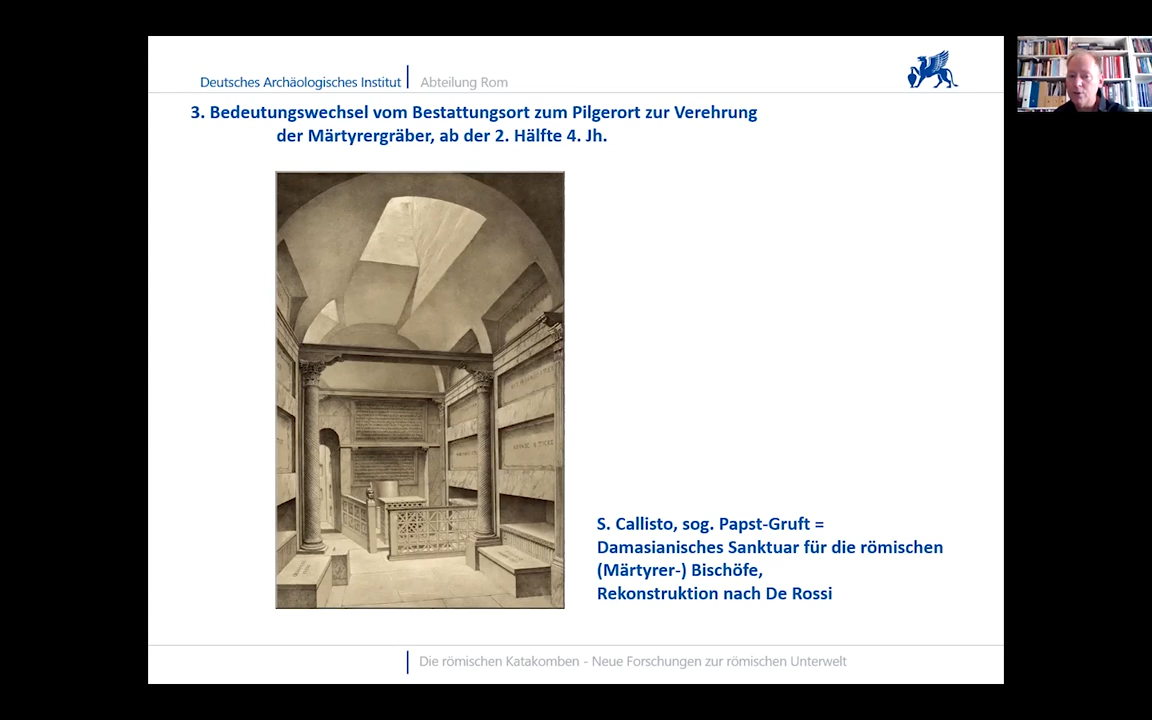 Deutsches Archäologisches Institut
Abteilung Rom
3. Bedeutungswechsel vom Bestattungsort zum Pilgerort zur Verehrung
der Märtyrergräber, ab der 2. Hälfte 4. Jh.
S. Callisto, sog. Papst-Gruft =
Damasianisches Sanktuar für die römischen
(Märtyrer-) Bischöfe,
Rekonstruktion nach De Rossi
Die römischen Katakomben - Neue Forschungen zur römischen Unterwelt